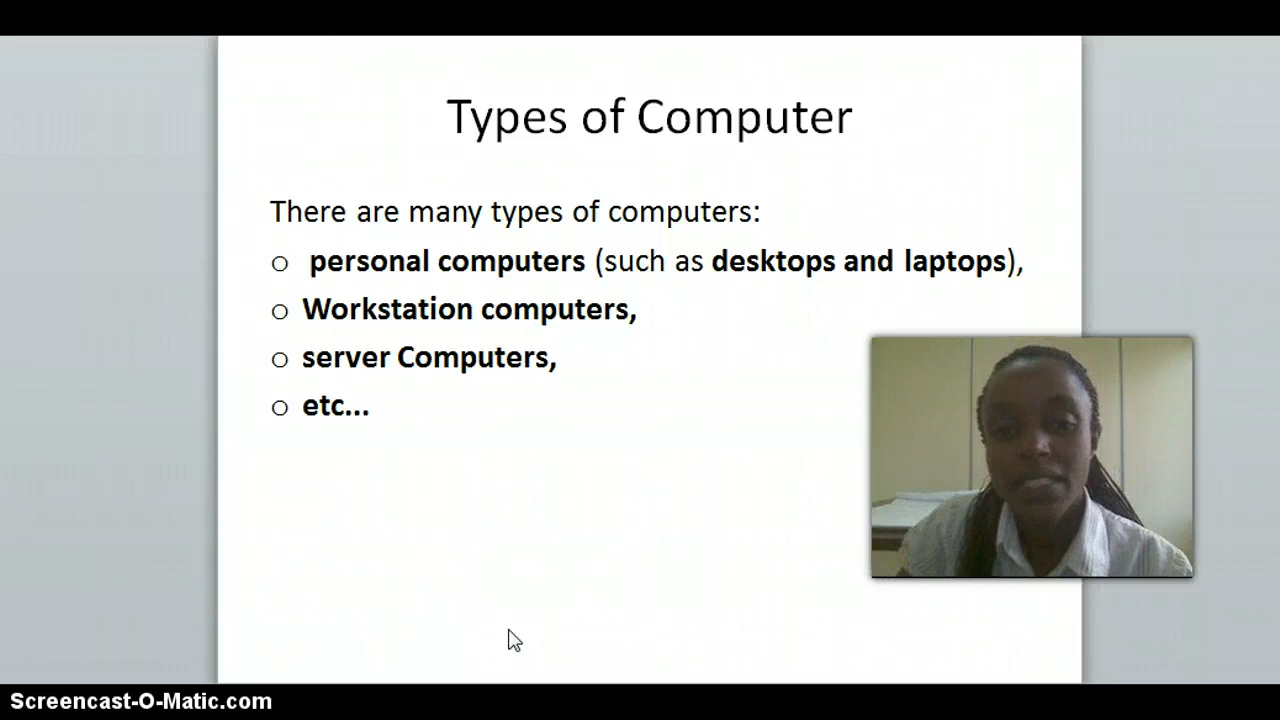 Types of Computer
There are many types of computers:
o personal computers (such as desktops and laptops),
o Workstation computers,
o server Computers,
o etc...
Screencast-O-Matic.com